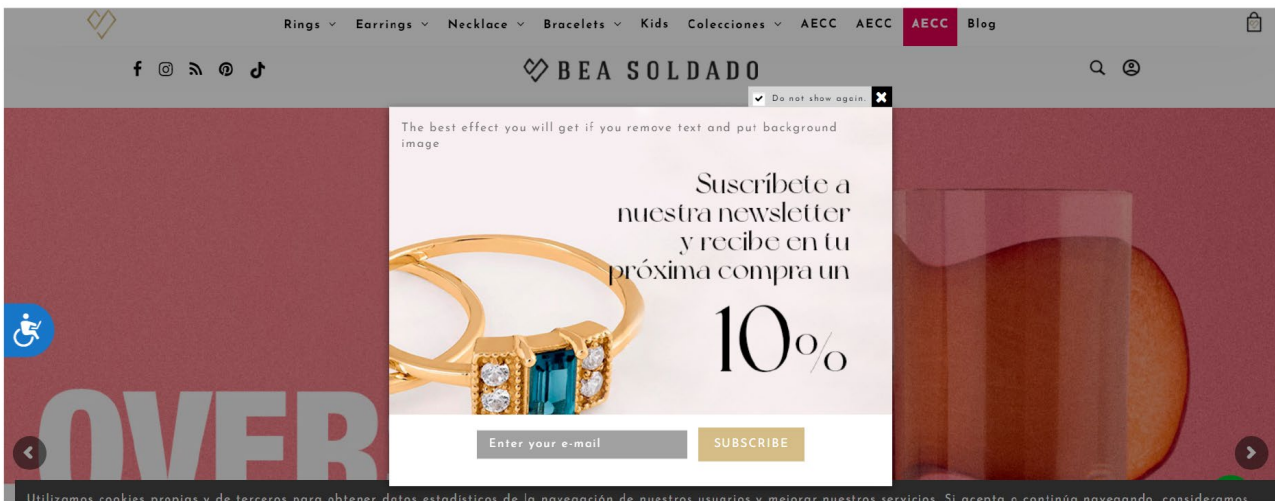 Rings Earrings Necklace Bracelets Kids Colecciones AECC AECC AECC Blog
BEA SOLDADO
Do not show again.
The best effect you will get if you remove text and put background
image
Suscríbete a
nuestra newsletter
y recibe en tu
próxima compra un
10%
OVER
Enter your e-mail SUBSCRIBE
Utilizamos cookies propias y de terceros para obtener datos estadísticos de la navegación de nuestros usuarios y mejorar nuestros servicios. Si acepta o continúa navegando, consideramos